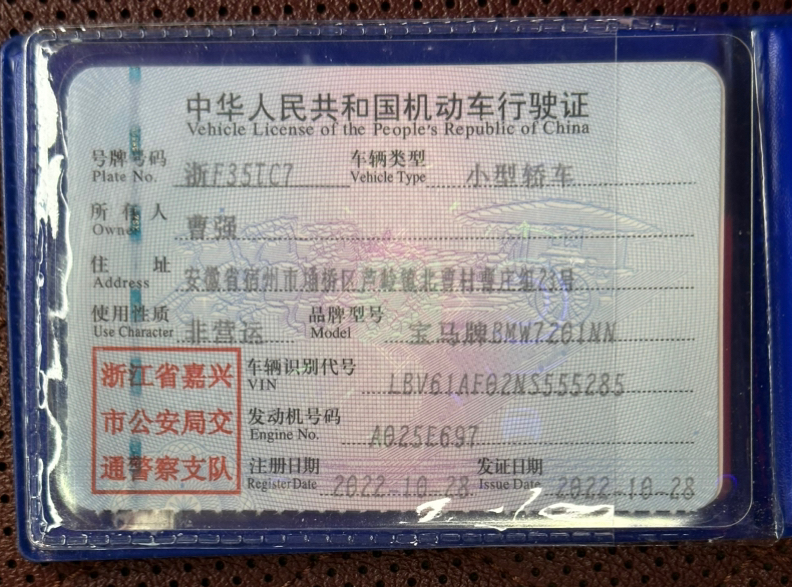 中华人民共和国机动车行驶证
Vehicle License of the People's Republic of China
号牌号码 浙F35TC7 车辆类型 小型轿车
Plate No. Vehicle Type
所有人 曹强
Owner
住址 安徽省宿州市埇桥区芦岭镇北曹村曹庄组23号
Address
使用性质 非营运 品牌型号 宝马牌BMW7201NN
Use Character Model
浙江省嘉兴
市公安局交
通警察支队
车辆识别代号 LBV61AF02NS555285
VIN
发动机号码 A025E697
Engine No.
注册日期 2022-10-28 发证日期 2022-10-28
Register Date Issue Date